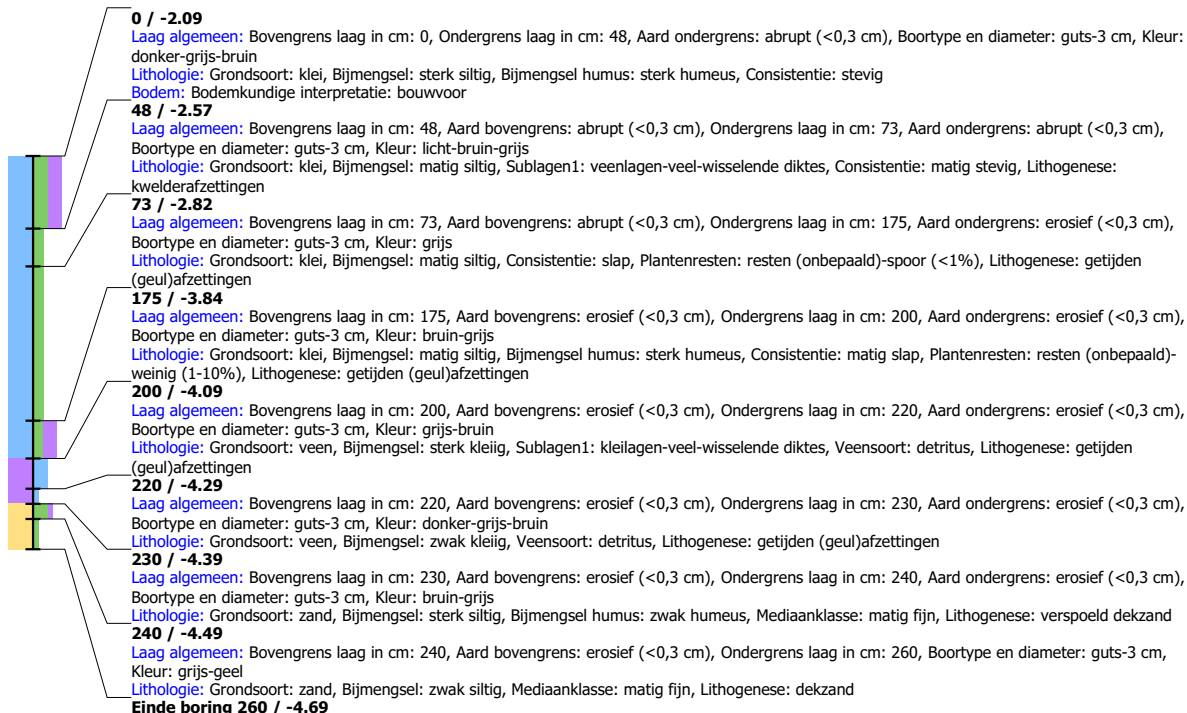 0 / -2.09
Laag algemeen: Bovengrens laag in cm: 0, Ondergrens laag in cm: 48, Aard ondergrens: abrupt (<0,3 cm), Boortype en diameter: guts-3 cm, Kleur:
donker-grijs-bruin
Lithologie: Grondsoort: klei, Bijmengsel: sterk siltig, Bijmengsel humus: sterk humeus, Consistentie: stevig
Bodem: Bodemkundige interpretatie: bouwvoor
48 / -2.57
Laag algemeen: Bovengrens laag in cm: 48, Aard bovengrens: abrupt (<0,3 cm), Ondergrens laag in cm: 73, Aard ondergrens: abrupt (<0,3 cm),
Boortype en diameter: guts-3 cm, Kleur: licht-bruin-grijs
Lithologie: Grondsoort: klei, Bijmengsel: matig siltig, Sublagen1: veenlagen-veel-wisselende diktes, Consistentie: matig stevig, Lithogenese:
kwelderafzettingen
73 / -2.82
Laag algemeen: Bovengrens laag in cm: 73, Aard bovengrens: abrupt (<0,3 cm), Ondergrens laag in cm: 175, Aard ondergrens: erosief (<0,3 cm),
Boortype en diameter: guts-3 cm, Kleur: grijs
Lithologie: Grondsoort: klei, Bijmengsel: matig siltig, Consistentie: slap, Plantenresten: resten (onbepaald)-spoor (<1%), Lithogenese: getijden
(geul)afzettingen
175 / -3.84
Laag algemeen: Bovengrens laag in cm: 175, Aard bovengrens: erosief (<0,3 cm), Ondergrens laag in cm: 200, Aard ondergrens: erosief (<0,3 cm),
Boortype en diameter: guts-3 cm, Kleur: bruin-grijs
Lithologie: Grondsoort: klei, Bijmengsel: matig siltig, Bijmengsel humus: sterk humeus, Consistentie: matig slap, Plantenresten: resten (onbepaald)-
weinig (1-10%), Lithogenese: getijden (geul)afzettingen
200 / -4.09
Laag algemeen: Bovengrens laag in cm: 200, Aard bovengrens: erosief (<0,3 cm), Ondergrens laag in cm: 220, Aard ondergrens: erosief (<0,3 cm),
Boortype en diameter: guts-3 cm, Kleur: grijs-bruin
Lithologie: Grondsoort: veen, Bijmengsel: sterk kleiig, Sublagen1: kleilagen-veel-wisselende diktes, Veensoort: detritus, Lithogenese: getijden
(geul)afzettingen
220 / -4.29
Laag algemeen: Bovengrens laag in cm: 220, Aard bovengrens: erosief (<0,3 cm), Ondergrens laag in cm: 230, Aard ondergrens: erosief (<0,3 cm),
Boortype en diameter: guts-3 cm, Kleur: donker-grijs-bruin
Lithologie: Grondsoort: veen, Bijmengsel: zwak kleiig, Veensoort: detritus, Lithogenese: getijden (geul)afzettingen
230 / -4.39
Laag algemeen: Bovengrens laag in cm: 230, Aard bovengrens: erosief (<0,3 cm), Ondergrens laag in cm: 240, Aard ondergrens: erosief (<0,3 cm),
Boortype en diameter: guts-3 cm, Kleur: bruin-grijs
Lithologie: Grondsoort: zand, Bijmengsel: sterk siltig, Bijmengsel humus: zwak humeus, Mediaanklasse: matig fijn, Lithogenese: verspoeld dekzand
240 / -4.49
Laag algemeen: Bovengrens laag in cm: 240, Aard bovengrens: erosief (<0,3 cm), Ondergrens laag in cm: 260, Boortype en diameter: guts-3 cm,
Kleur: grijs-geel
Lithologie: Grondsoort: zand, Bijmengsel: zwak siltig, Mediaanklasse: matig fijn, Lithogenese: dekzand
Einde boring 260 / -4.69